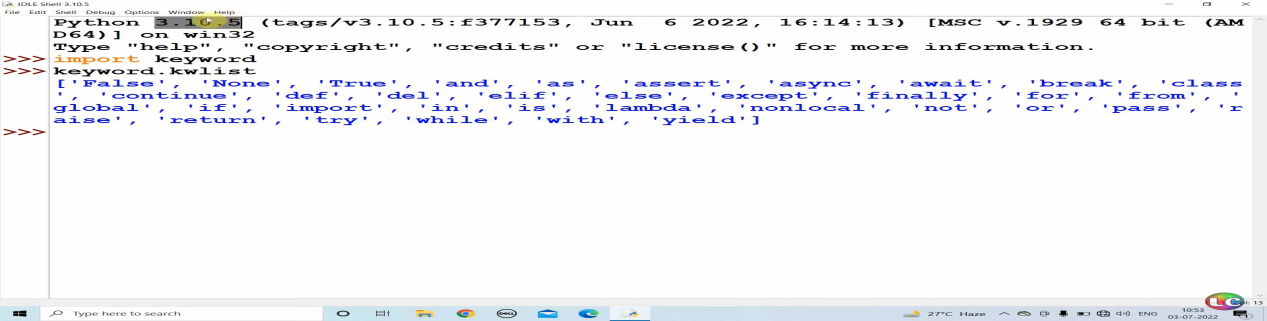 IDLE Shell 3.10.5
File Edit Shell Debug Options Window Help
Python 3.10.5 (tags/v3.10.5:f377153, Jun  6 2022, 16:14:13) [MSC v.1929 64 bit (AM
D64)] on win32
Type "help", "copyright", "credits" or "license()" for more information.
>>> import keyword
>>> keyword.kwlist
['False', 'None', 'True', 'and', 'as', 'assert', 'async', 'await', 'break', 'class
', 'continue', 'def', 'del', 'elif', 'else', 'except', 'finally', 'for', 'from', '
global', 'if', 'import', 'in', 'is', 'lambda', 'nonlocal', 'not', 'or', 'pass', 'r
aise', 'return', 'try', 'while', 'with', 'yield']
>>>
13
Type here to search
DELL
27°C Haze
ENG
10:53
03-07-2022